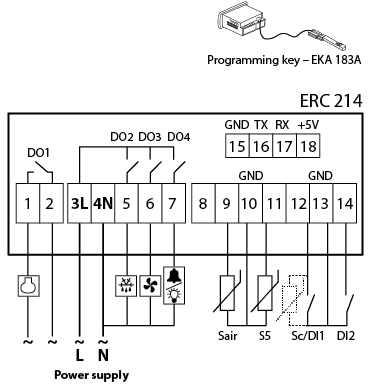 Programming key – EKA 183A
ERC 214
GND TX RX +5V
15 16 17 18
DO1
DO2 DO3 DO4
GND GND
1 2 3L 4N 5 6 7 8 9 10 11 12 13 14
~ ~ ~ ~
L N
Sair S5 Sc/DI1 DI2
Power supply